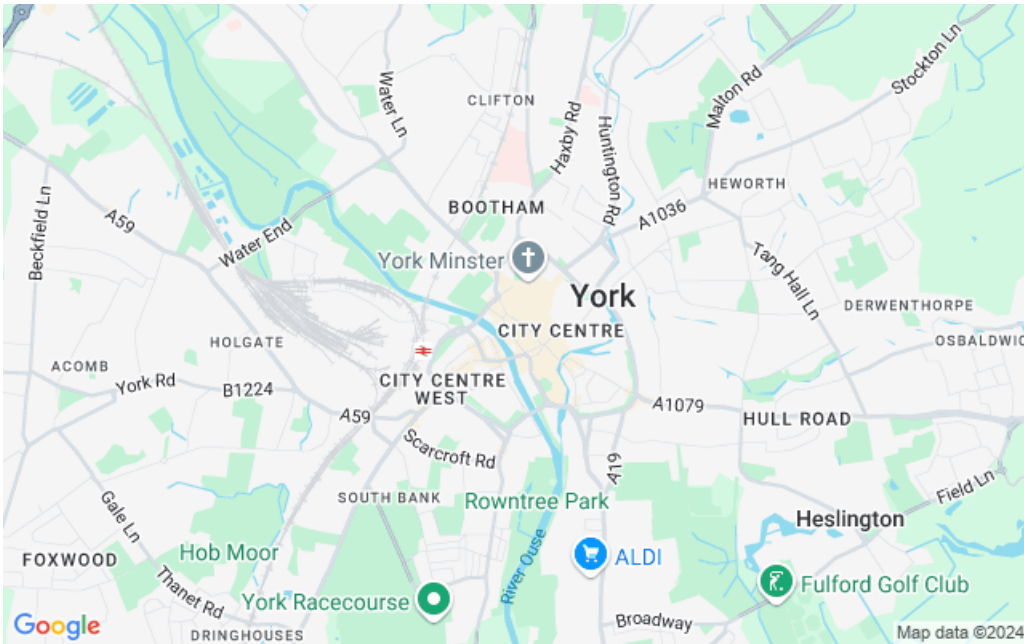 Stockton Ln
Malton Rd
Water Ln
CLIFTON
Haxby Rd
Huntington Rd
HEWORTH
Beckfield Ln
A59
BOOTHAM
A1036
Water End
York Minster
Tang Hall Ln
York
DERWENTHORPE
CITY CENTRE
HOLGATE
OSBALDWIC
ACOMB
York Rd
B1224
CITY CENTRE
WEST
A59
A1079
HULL ROAD
Scarcroft Rd
A19
SOUTH BANK
Rowntree Park
Field Ln
Gale Ln
Heslington
FOXWOOD
Hob Moor
River Ouse
ALDI
Thanet Rd
York Racecourse
Fulford Golf Club
Broadway
Google
DRINGHOUSES
Map data ©2024